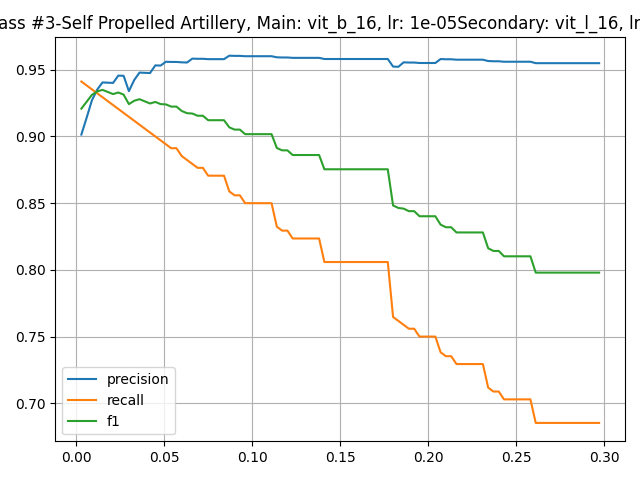 ass #3-Self Propelled Artillery, Main: vit_b_16, lr: 1e-05Secondary: vit_l_16, lr
0.95
0.90
0.85
0.80
0.75
0.70
precision
recall
f1
0.00 0.05 0.10 0.15 0.20 0.25 0.30